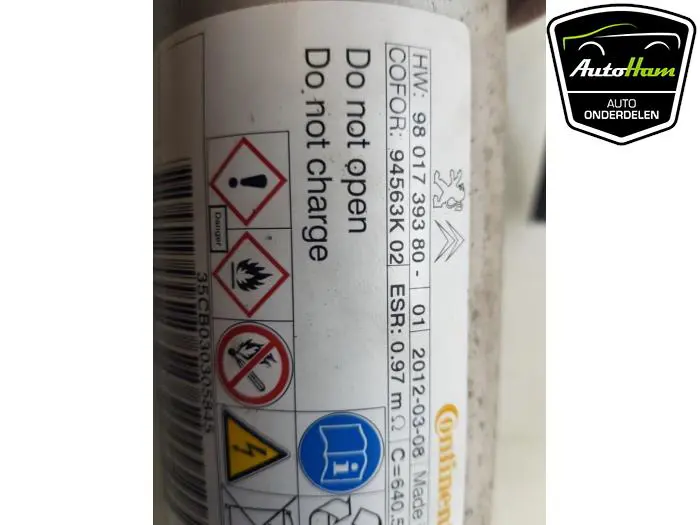 AutoHam
AUTO
ONDERDELEN
Continen
HW: 98 017 393 80 - 01 2012-03-08 Made
COFOR: 94563K 02 ESR: 0.97 mΩ C=640.5
Do not open
Do not charge
Danger
35CB030305845